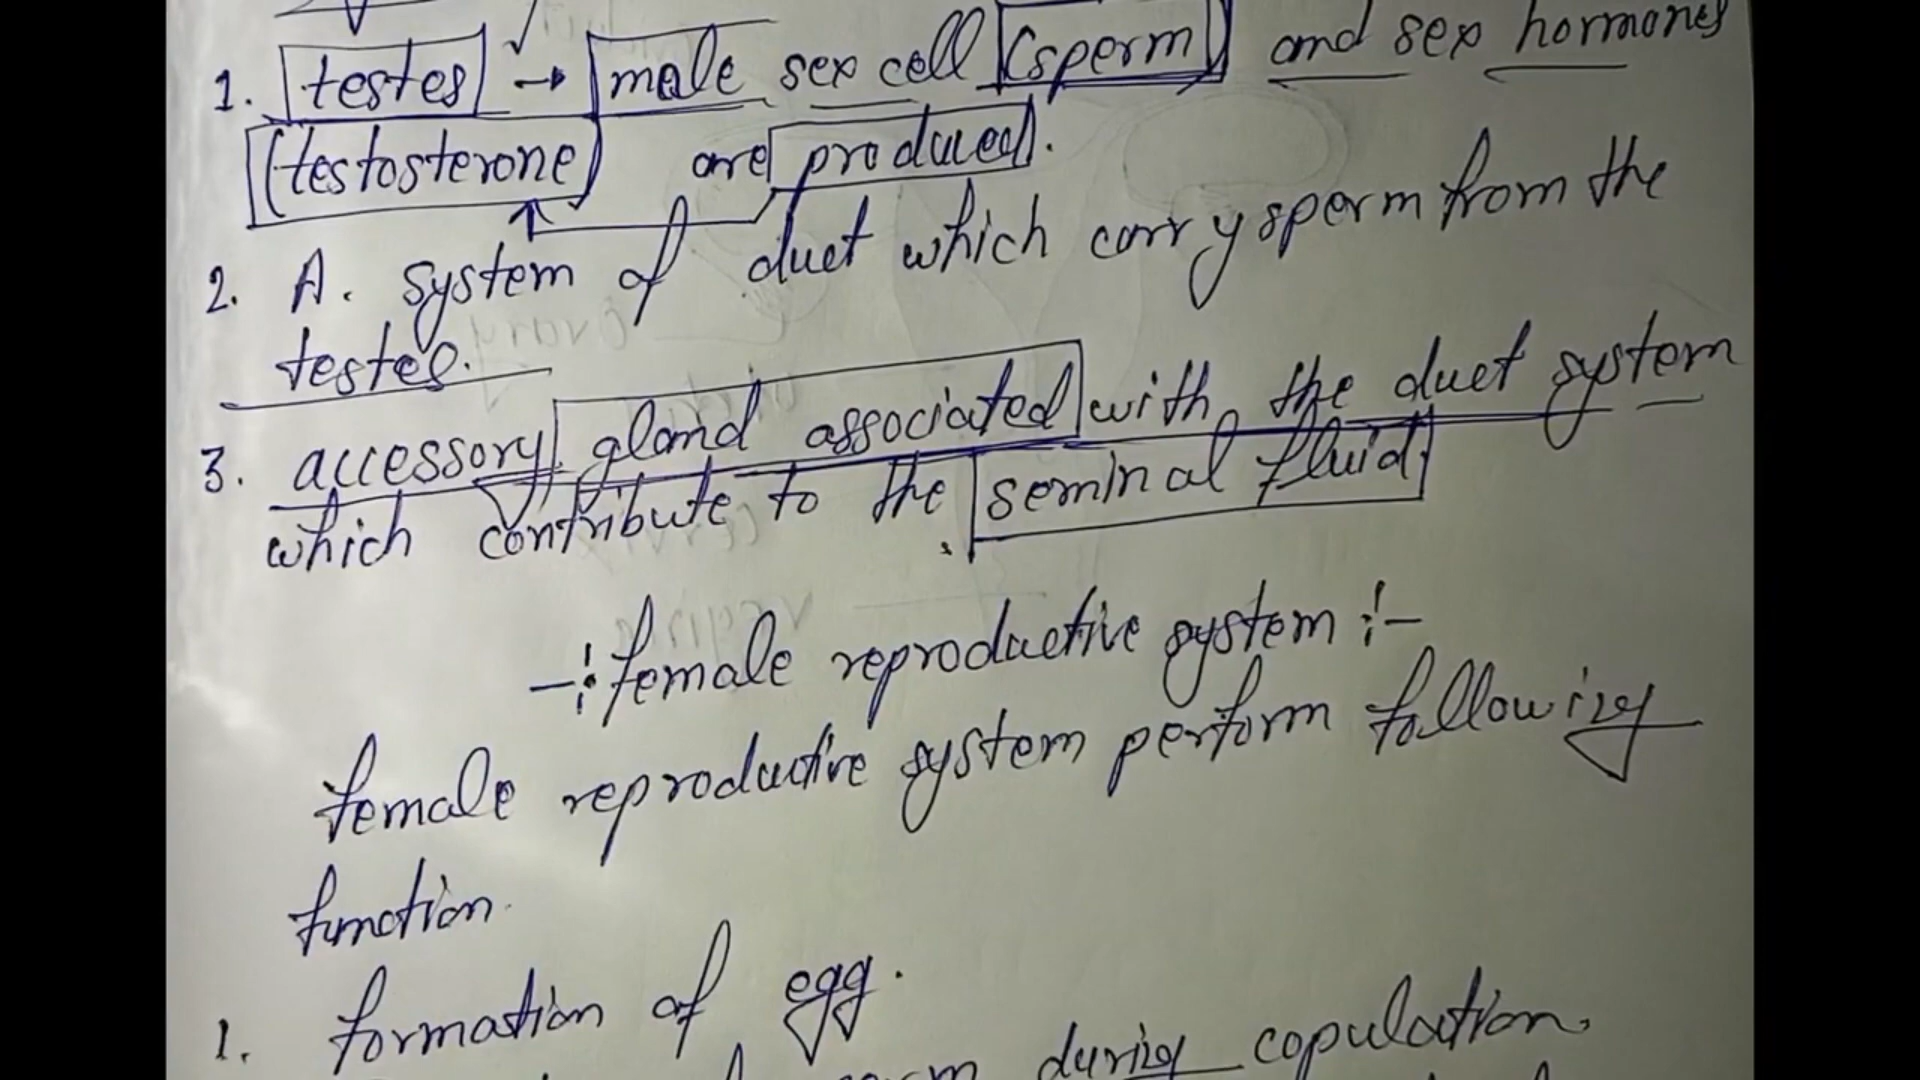 1. testes → male sex cell (sperm) and sex hormones
(testosterone) are produced.
2. A. system of duct which carry sperm from the
testes.
3. accessory gland associated with the duct system
which contribute to the seminal fluid
-:- female reproductive system :-
female reproductive system perform following
function.
1. formation of egg.
during copulation.